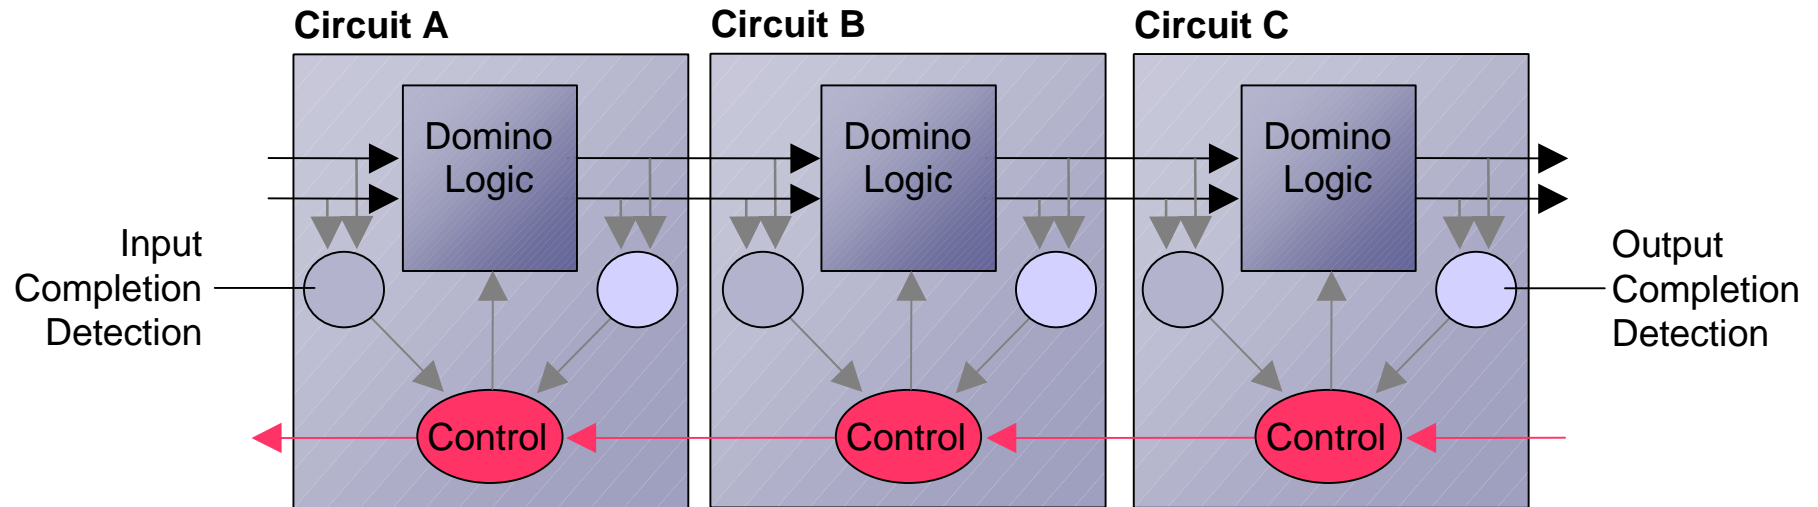 Circuit A
Circuit B
Circuit C
Domino
Logic
Domino
Logic
Domino
Logic
Input
Completion
Detection
Output
Completion
Detection
Control
Control
Control